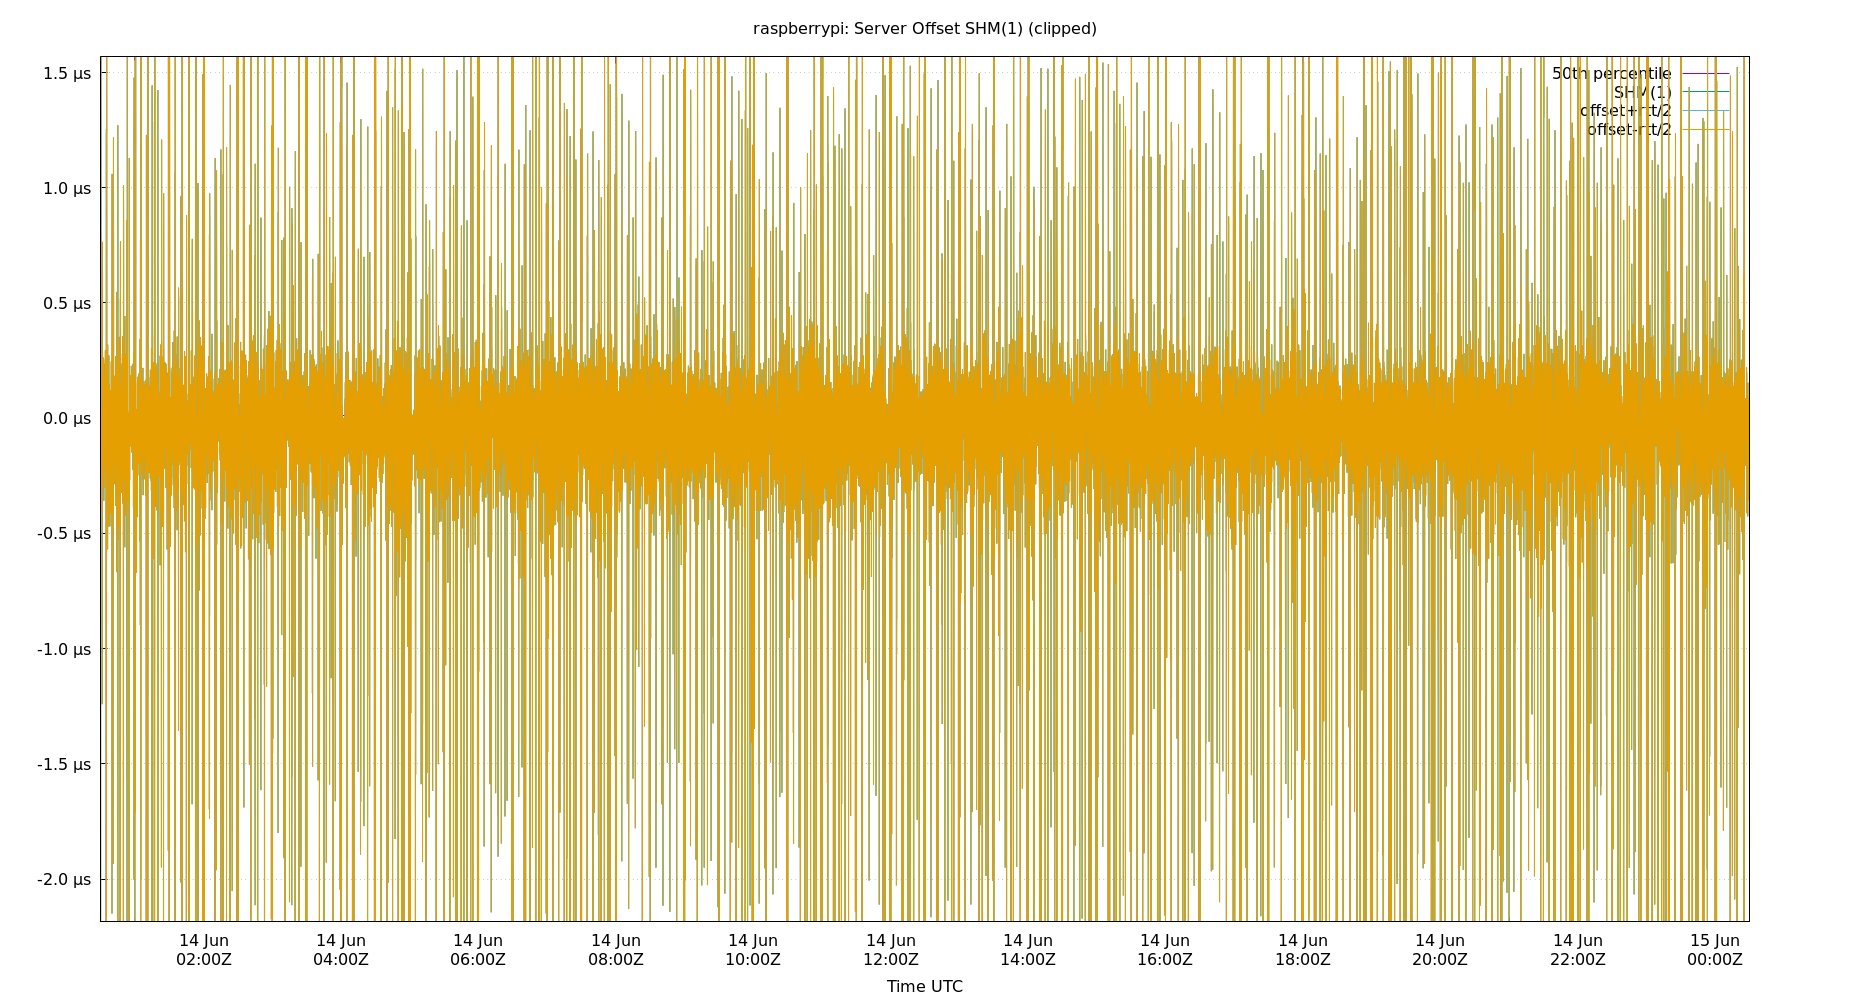 raspberrypi: Server Offset SHM(1) (clipped)
1.5 µs
1.0 µs
0.5 µs
0.0 µs
-0.5 µs
-1.0 µs
-1.5 µs
-2.0 µs
50th percentile
SHM(1)
offset+rtt/2
offset-rtt/2
14 Jun 14 Jun 14 Jun 14 Jun 14 Jun 14 Jun 14 Jun 14 Jun 14 Jun 14 Jun 14 Jun 15 Jun
02:00Z 04:00Z 06:00Z 08:00Z 10:00Z 12:00Z 14:00Z 16:00Z 18:00Z 20:00Z 22:00Z 00:00Z
Time UTC